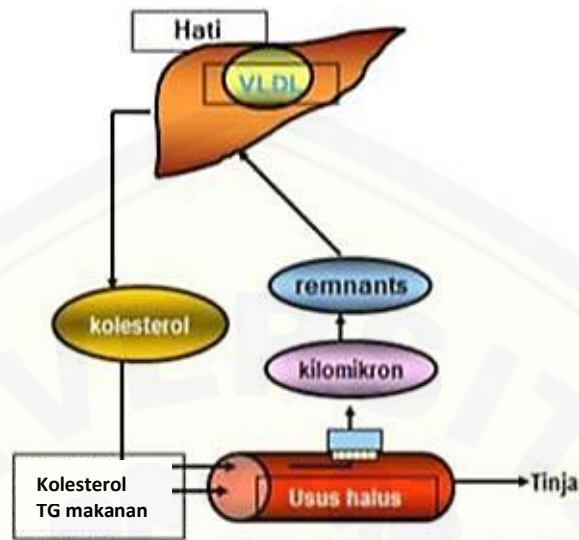 Hati
VLDL
remnants
kolesterol
kilomikron
Kolesterol
TG makanan
Usus halus
Tinja